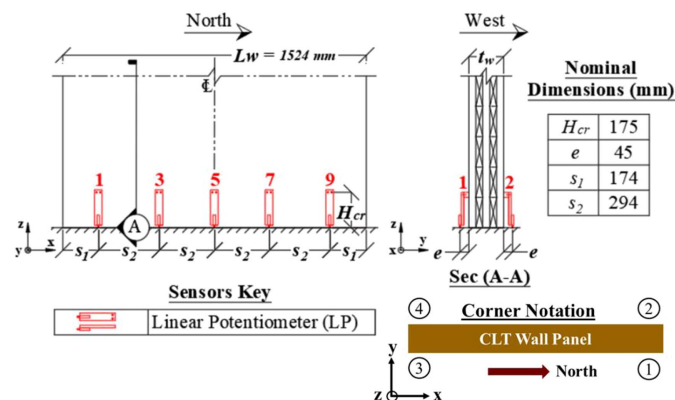 North
West
Lw = 1524 mm
tw
℄
Nominal
Dimensions (mm)
Hcr 175
e 45
s1 174
s2 294
1 3 5 7 9
Hcr
1 2
A
z
y x
s1 s2 s2 s2 s2 s1
z
x y
e e
Sec (A-A)
Sensors Key
Linear Potentiometer (LP)
Corner Notation
4 2
CLT Wall Panel
3 1
y
North
z x